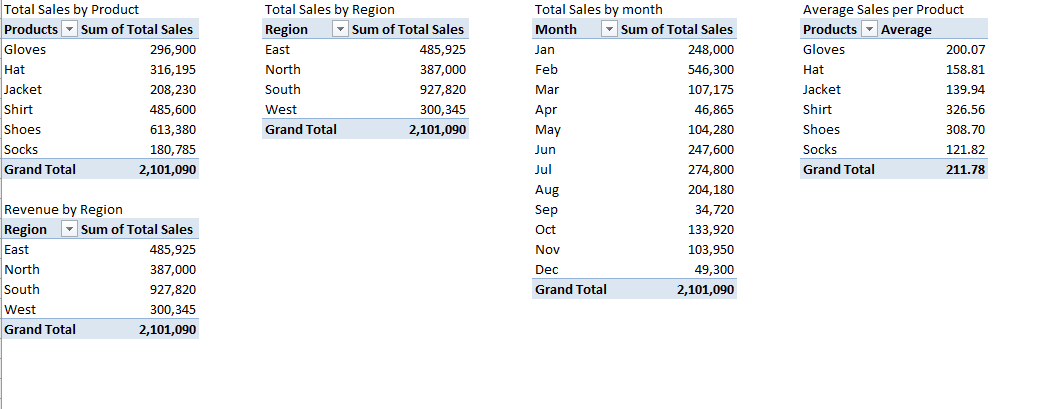 Total Sales by Product
Products Sum of Total Sales
Gloves 296,900
Hat 316,195
Jacket 208,230
Shirt 485,600
Shoes 613,380
Socks 180,785
Grand Total 2,101,090
Revenue by Region
Region Sum of Total Sales
East 485,925
North 387,000
South 927,820
West 300,345
Grand Total 2,101,090
Total Sales by Region
Region Sum of Total Sales
East 485,925
North 387,000
South 927,820
West 300,345
Grand Total 2,101,090
Total Sales by month
Month Sum of Total Sales
Jan 248,000
Feb 546,300
Mar 107,175
Apr 46,865
May 104,280
Jun 247,600
Jul 274,800
Aug 204,180
Sep 34,720
Oct 133,920
Nov 103,950
Dec 49,300
Grand Total 2,101,090
Average Sales per Product
Products Average
Gloves 200.07
Hat 158.81
Jacket 139.94
Shirt 326.56
Shoes 308.70
Socks 121.82
Grand Total 211.78